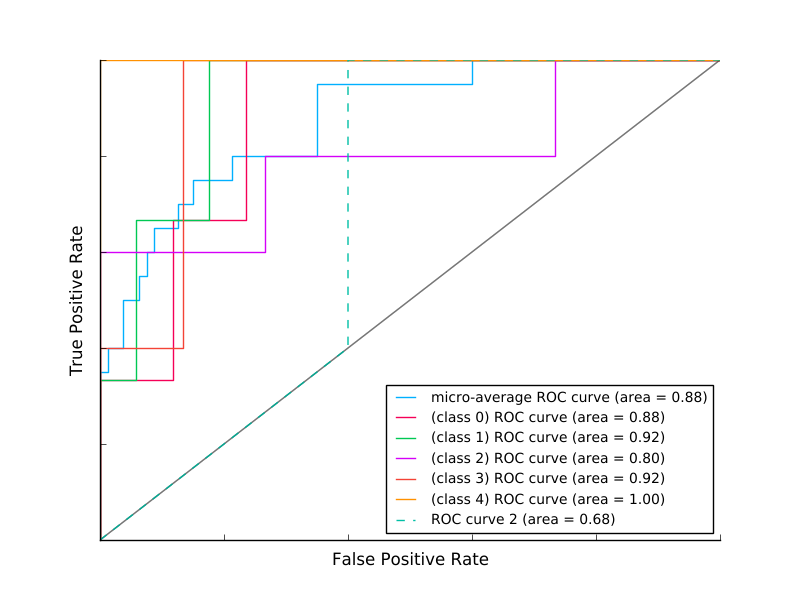 True Positive Rate
micro-average ROC curve (area = 0.88)
(class 0) ROC curve (area = 0.88)
(class 1) ROC curve (area = 0.92)
(class 2) ROC curve (area = 0.80)
(class 3) ROC curve (area = 0.92)
(class 4) ROC curve (area = 1.00)
ROC curve 2 (area = 0.68)
False Positive Rate